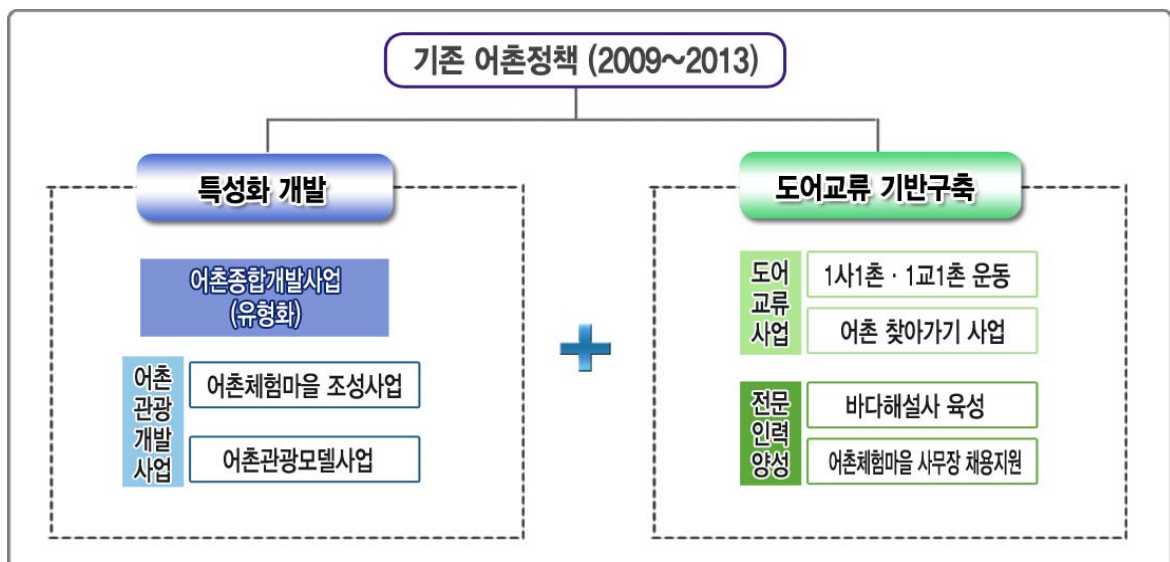 기존 어촌정책 (2009~2013)
특성화 개발
어촌종합개발사업
(유형화)
어촌
관광
개발
사업
어촌체험마을 조성사업
어촌관광모델사업
도어교류 기반구축
도어
교류
사업
1사1촌 · 1교1촌 운동
어촌 찾아가기 사업
전문
인력
양성
바다해설사 육성
어촌체험마을 사무장 채용지원